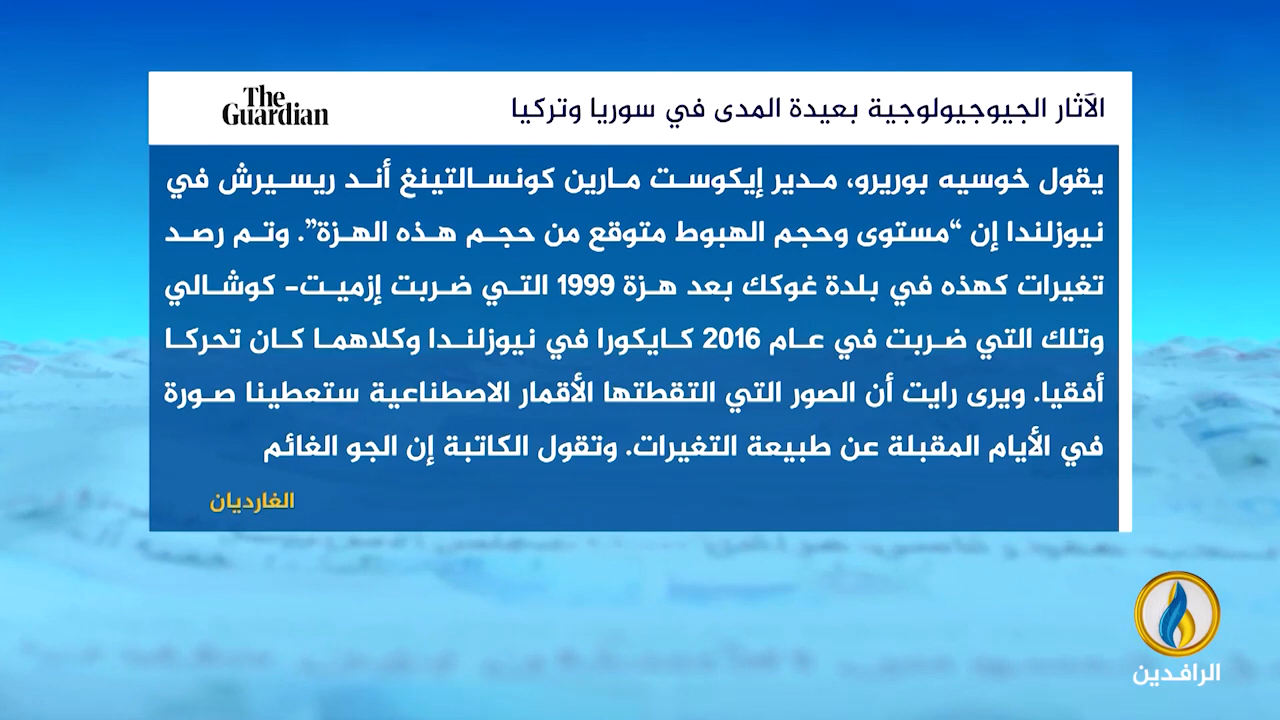 The
Guardian
الآثار الجيوجيولوجية بعيدة المدى في سوريا وتركيا
يقول خوسيه بوريرو، مدير إيكوست مارين كونسالتينغ أند ريسيرش في
نيوزلندا إن “مستوى وحجم الهبوط متوقع من حجم هذه الهزة”. وتم رصد
تغيرات كهذه في بلدة غوكك بعد هزة 1999 التي ضربت إزميت- كوشالي
وتلك التي ضربت في عام 2016 كايكورا في نيوزلندا وكلاهما كان تحركا
أفقيا. ويرى رايت أن الصور التي التقطتها الأقمار الاصطناعية ستعطينا صورة
في الأيام المقبلة عن طبيعة التغيرات. وتقول الكاتبة إن الجو الغائم
الغارديان
الرافدين